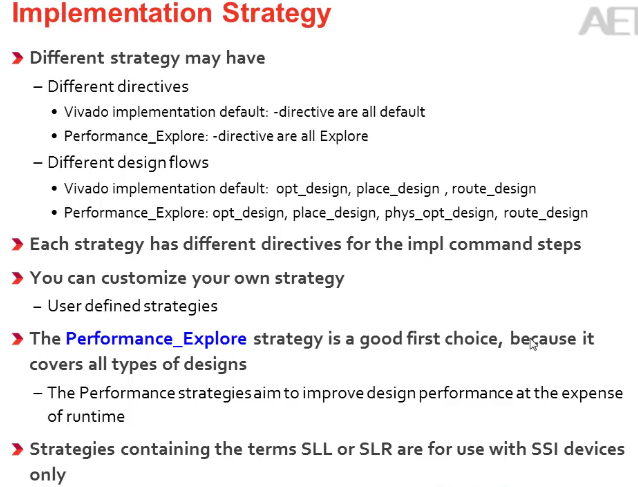 Implementation Strategy
Different strategy may have
– Different directives
• Vivado implementation default: -directive are all default
• Performance_Explore: -directive are all Explore
– Different design flows
• Vivado implementation default: opt_design, place_design , route_design
• Performance_Explore: opt_design, place_design, phys_opt_design, route_design
Each strategy has different directives for the impl command steps
You can customize your own strategy
– User defined strategies
The Performance_Explore strategy is a good first choice, because it
covers all types of designs
– The Performance strategies aim to improve design performance at the expense
of runtime
Strategies containing the terms SLL or SLR are for use with SSI devices
only